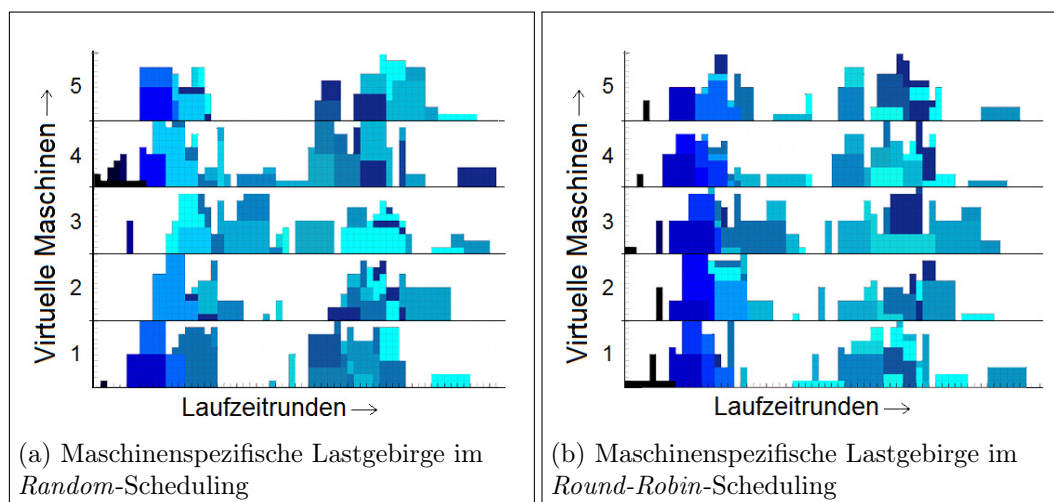 Virtuelle Maschinen →
5
4
3
2
1
Laufzeitrunden →
(a) Maschinenspezifische Lastgebirge im
Random-Scheduling
Virtuelle Maschinen →
5
4
3
2
1
Laufzeitrunden →
(b) Maschinenspezifische Lastgebirge im
Round-Robin-Scheduling